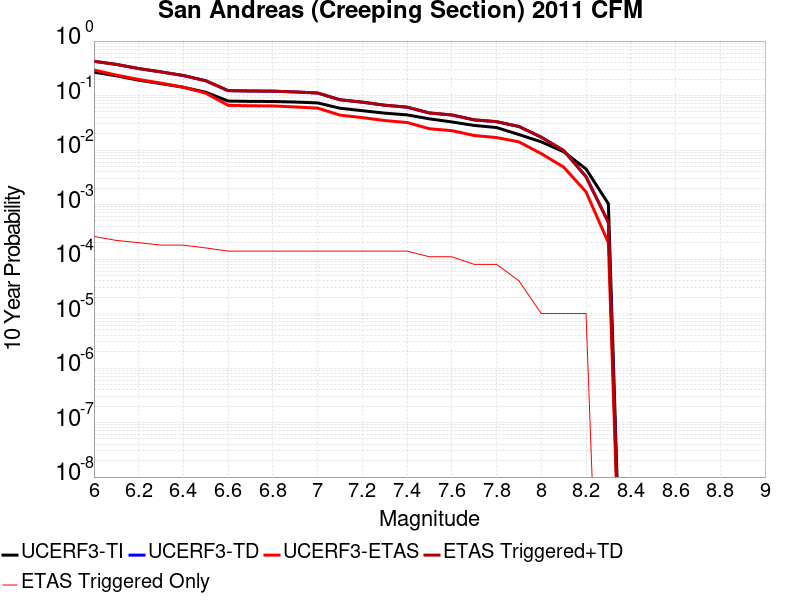 San Andreas (Creeping Section) 2011 CFM
10 0
10-1
10-2
10-3
10-4
10-5
10-6
10-7
10-8
10 Year Probability
6 6.2 6.4 6.6 6.8 7 7.2 7.4 7.6 7.8 8 8.2 8.4 8.6 8.8 9
Magnitude
UCERF3-TI UCERF3-TD UCERF3-ETAS ETAS Triggered+TD
ETAS Triggered Only